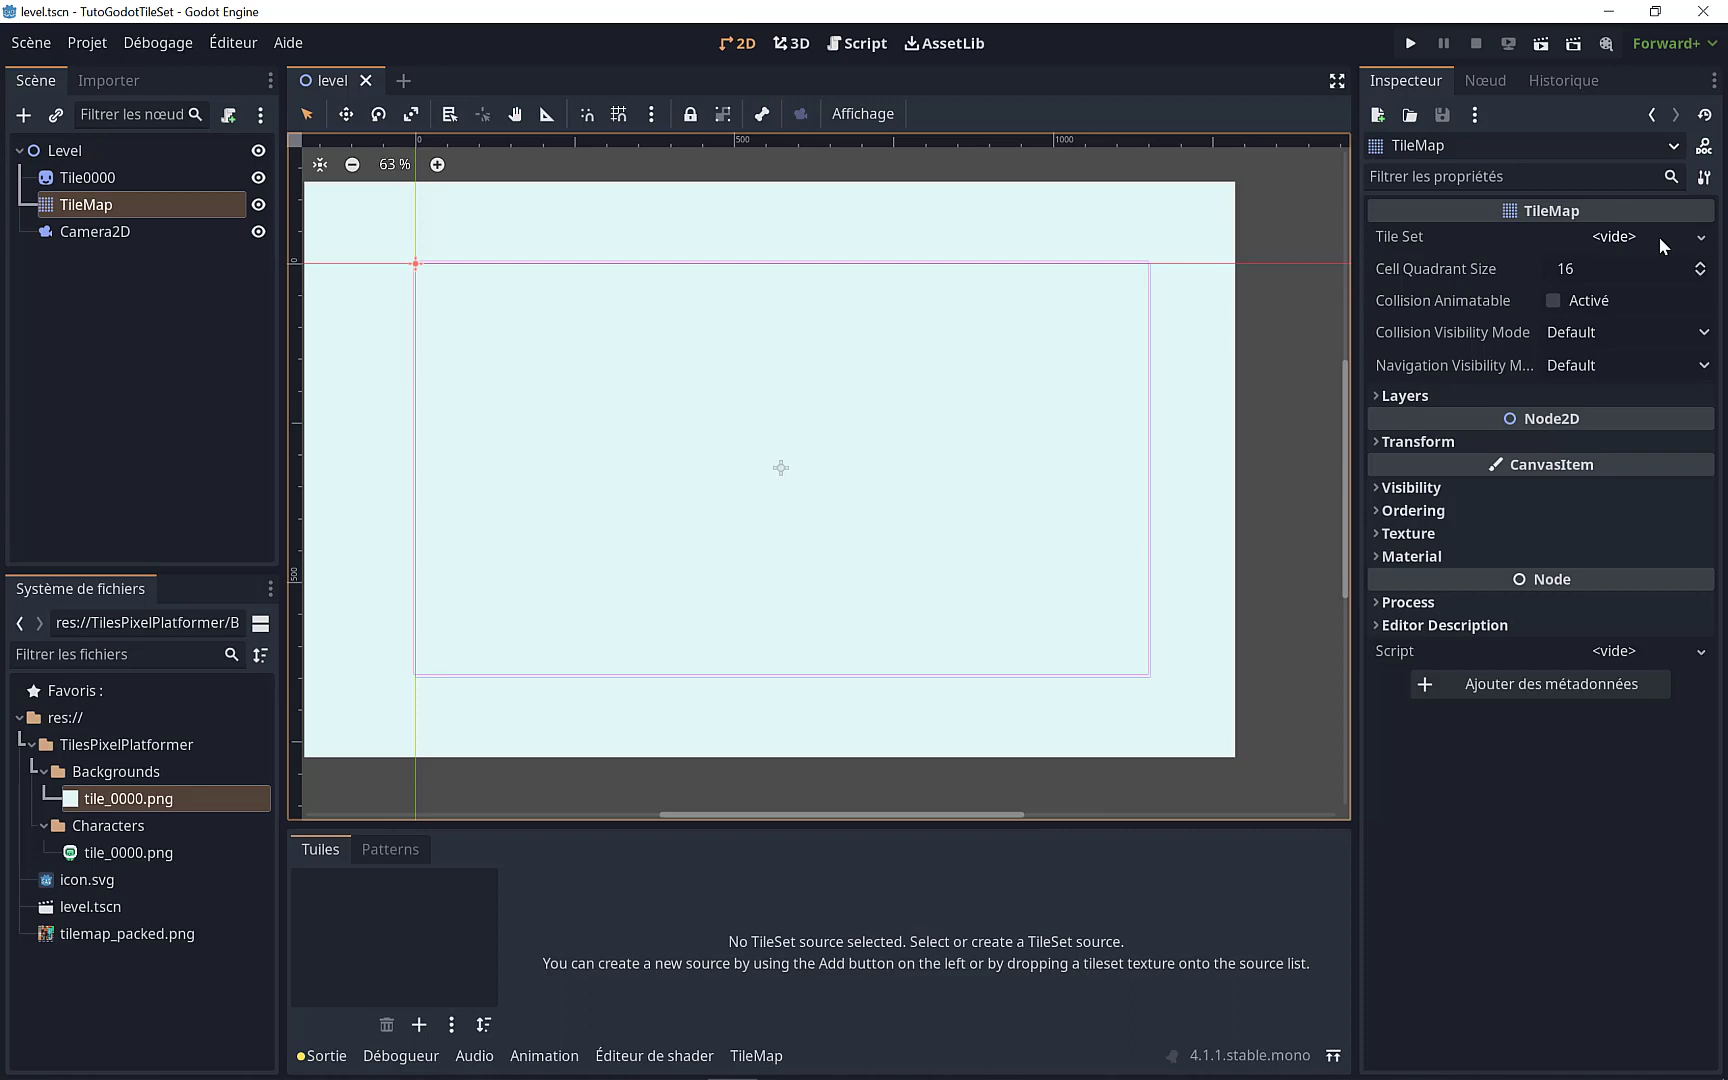 level.tscn - TutoGodotTileSet - Godot Engine
Scène Projet Débogage Éditeur Aide
2D 3D Script AssetLib
Forward+
Scène Importer
Filtrer les nœud
Level
Tile0000
TileMap
Camera2D
Système de fichiers
res://TilesPixelPlatformer/B
Filtrer les fichiers
Favoris :
res://
TilesPixelPlatformer
Backgrounds
tile_0000.png
Characters
tile_0000.png
icon.svg
level.tscn
tilemap_packed.png
level
Affichage
0 500 1000
63 %
0
500
Tuiles Patterns
No TileSet source selected. Select or create a TileSet source.
You can create a new source by using the Add button on the left or by dropping a tileset texture onto the source list.
Sortie Débogueur Audio Animation Éditeur de shader TileMap
4.1.1.stable.mono
Inspecteur Nœud Historique
TileMap
DOC
Filtrer les propriétés
TileMap
Tile Set <vide>
Cell Quadrant Size 16
Collision Animatable Activé
Collision Visibility Mode Default
Navigation Visibility M... Default
Layers
Node2D
Transform
CanvasItem
Visibility
Ordering
Texture
Material
Node
Process
Editor Description
Script <vide>
Ajouter des métadonnées